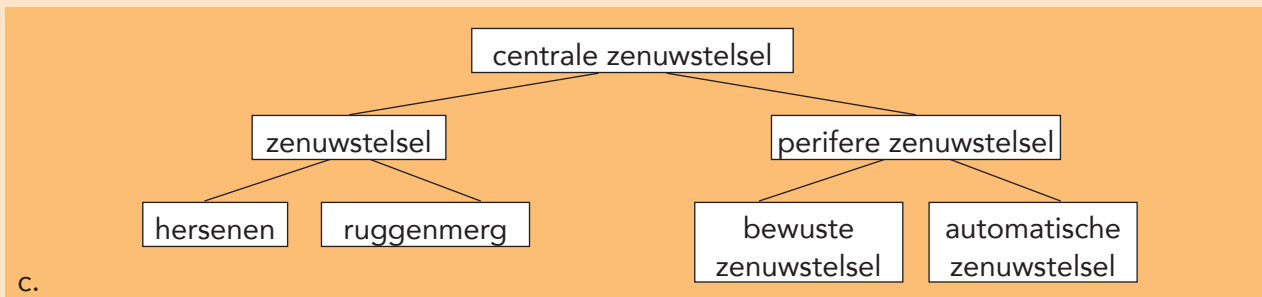 centrale zenuwstelsel
zenuwstelsel
perifere zenuwstelsel
hersenen
ruggenmerg
bewuste
zenuwstelsel
automatische
zenuwstelsel
c.